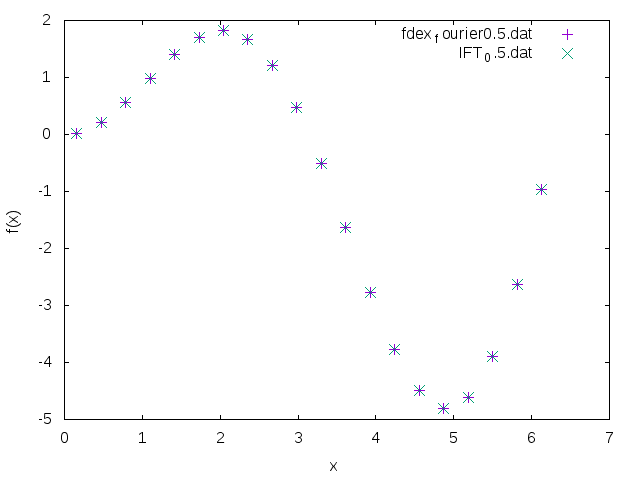 fdex_fourier0.5.dat
IFT_0.5.dat
2
1
0
-1
-2
-3
-4
-5
f(x)
0 1 2 3 4 5 6 7
x